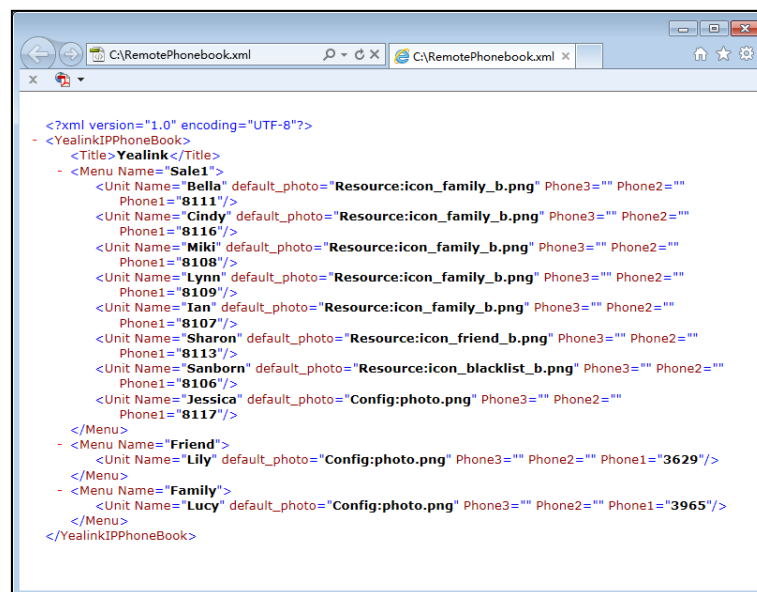 C:\RemotePhonebook.xml
C:\RemotePhonebook.xml
<?xml version="1.0" encoding="UTF-8"?>
- <YealinkIPPhoneBook>
<Title>Yealink</Title>
- <Menu Name="Sale1">
<Unit Name="Bella" default_photo="Resource:icon_family_b.png" Phone3="" Phone2=""
Phone1="8111"/>
<Unit Name="Cindy" default_photo="Resource:icon_family_b.png" Phone3="" Phone2=""
Phone1="8116"/>
<Unit Name="Miki" default_photo="Resource:icon_family_b.png" Phone3="" Phone2=""
Phone1="8108"/>
<Unit Name="Lynn" default_photo="Resource:icon_family_b.png" Phone3="" Phone2=""
Phone1="8109"/>
<Unit Name="Ian" default_photo="Resource:icon_family_b.png" Phone3="" Phone2=""
Phone1="8107"/>
<Unit Name="Sharon" default_photo="Resource:icon_friend_b.png" Phone3="" Phone2=""
Phone1="8113"/>
<Unit Name="Sanborn" default_photo="Resource:icon_blacklist_b.png" Phone3="" Phone2=""
Phone1="8106"/>
<Unit Name="Jessica" default_photo="Config:photo.png" Phone3="" Phone2=""
Phone1="8117"/>
</Menu>
- <Menu Name="Friend">
<Unit Name="Lily" default_photo="Config:photo.png" Phone3="" Phone2="" Phone1="3629"/>
</Menu>
- <Menu Name="Family">
<Unit Name="Lucy" default_photo="Config:photo.png" Phone3="" Phone2="" Phone1="3965"/>
</Menu>
</YealinkIPPhoneBook>